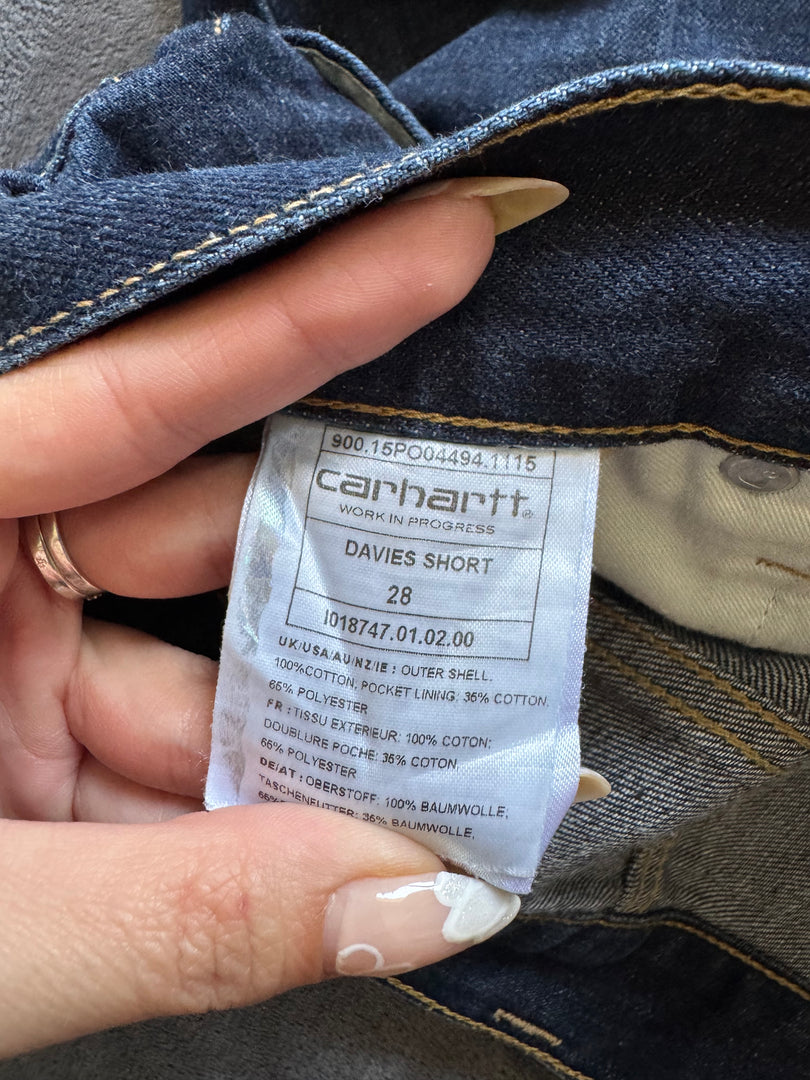 900.15PO04494.1115
carhartt®
WORK IN PROGRESS
DAVIES SHORT
28
I018747.01.02.00
UK/USA/AU/NZ/IE : OUTER SHELL.
100%COTTON, POCKET LINING: 35% COTTON,
65% POLYESTER
FR : TISSU EXTERIEUR: 100% COTON;
DOUBLURE POCHE: 35% COTON,
65% POLYESTER
DE/AT : OBERSTOFF: 100% BAUMWOLLE;
TASCHENFUTTER: 35% BAUMWOLLE,